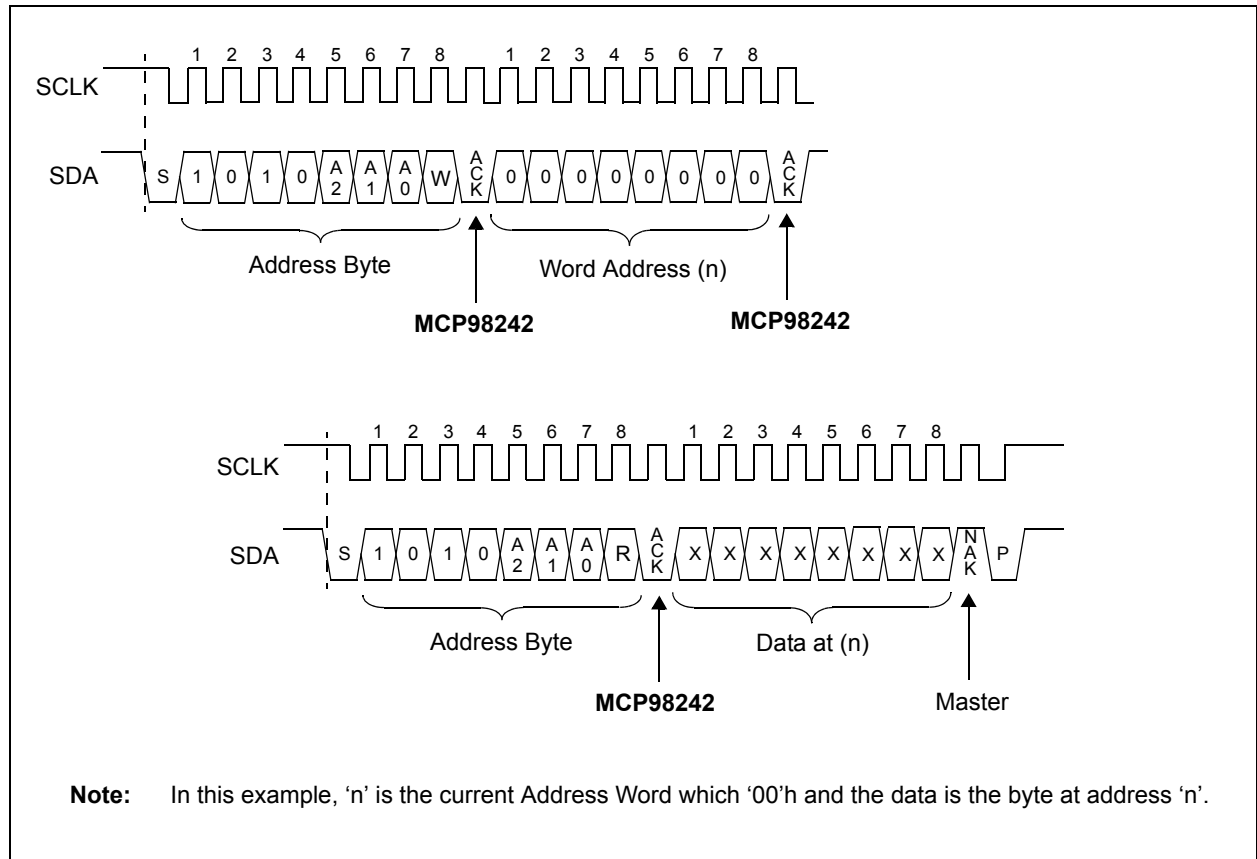 1 2 3 4 5 6 7 8 1 2 3 4 5 6 7 8
SCLK
SDA S 1 0 1 0 A2 A1 A0 W ACK 0 0 0 0 0 0 0 0 ACK
Address Byte Word Address (n)
MCP98242 MCP98242
1 2 3 4 5 6 7 8 1 2 3 4 5 6 7 8
SCLK
SDA S 1 0 1 0 A2 A1 A0 R ACK X X X X X X X X NAK P
Address Byte Data at (n)
MCP98242 Master
Note: In this example, ‘n’ is the current Address Word which ‘00’h and the data is the byte at address ‘n’.